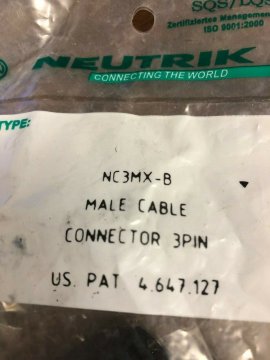 SQS/DQS
Zertifiziertes Management
ISO 9001:2000
NEUTRIK
CONNECTING THE WORLD
TYPE:
NC3MX-B
MALE CABLE
CONNECTOR 3PIN
US. PAT 4.647.127